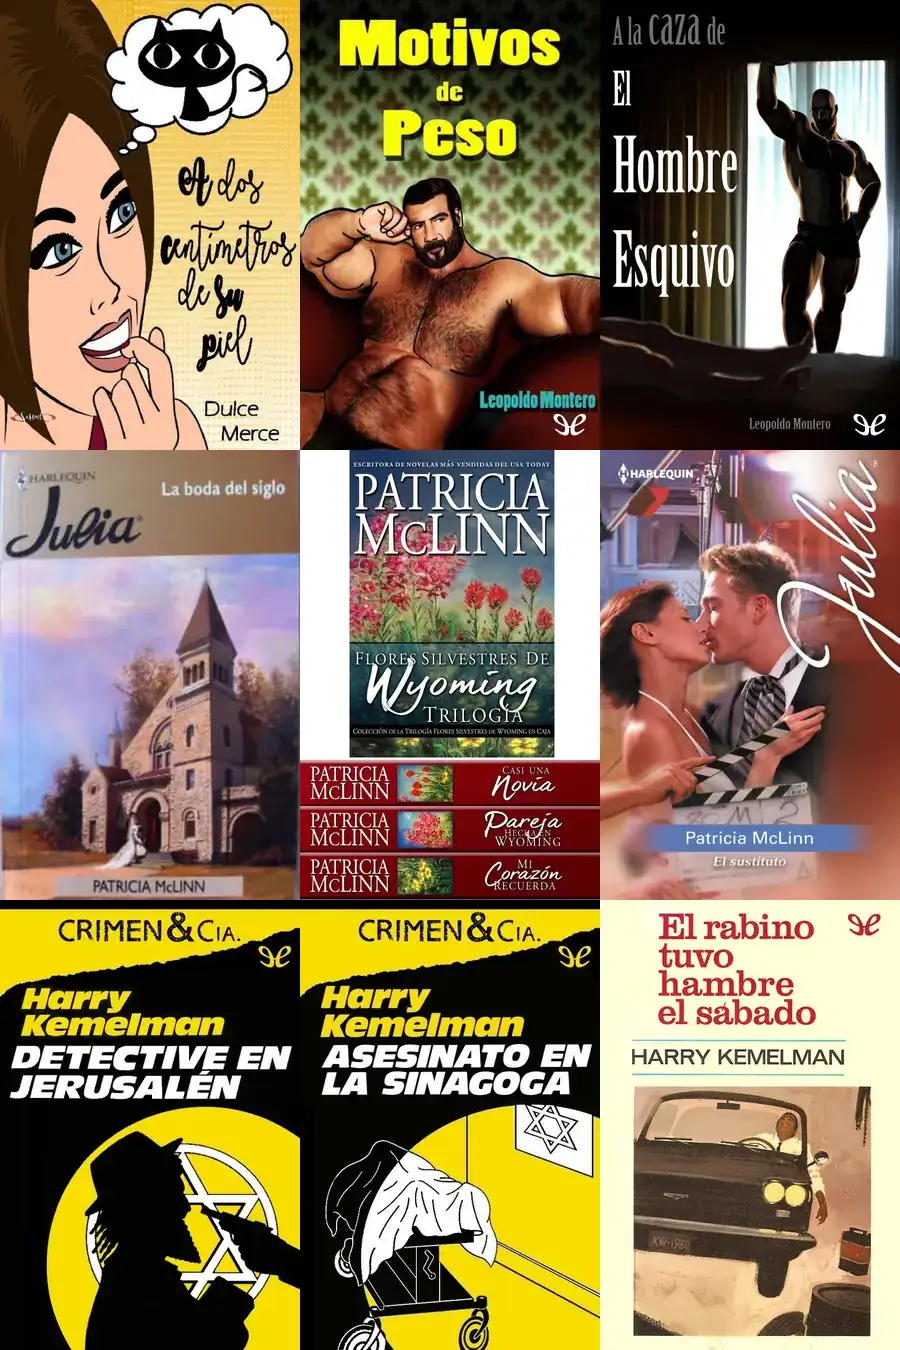 A dos
centímetros
de su
piel
Dulce
Merce
Motivos
de
Peso
Leopoldo Montero
A la caza de
El
Hombre
Esquivo
Leopoldo Montero
HARLEQUIN
Julia
La boda del siglo
PATRICIA McLINN
ESCRITORA DE NOVELAS MÁS VENDIDAS DEL USA TODAY
PATRICIA
McLINN
FLORES SILVESTRES DE
Wyoming
TRILOGÍA
COLECCIÓN DE LA TRILOGÍA FLORES SILVESTRES DE WYOMING EN CAJA
PATRICIA
McLINN
CASI UNA
Novia
PATRICIA
McLINN
Pareja
HECHA EN
WYOMING
PATRICIA
McLINN
MI
Corazón
RECUERDA
HARLEQUIN
Julia
Patricia McLinn
El sustituto
CRIMEN & CIA.
Harry
Kemelman
DETECTIVE EN
JERUSALÉN
CRIMEN & CIA.
Harry
Kemelman
ASESINATO EN
LA SINAGOGA
El rabino
tuvo
hambre
el sábado
HARRY KEMELMAN